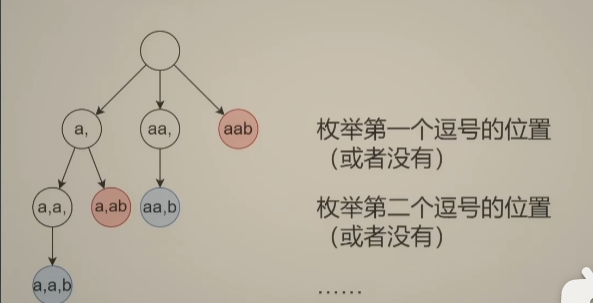 a,
aa,
aab
枚举第一个逗号的位置
（或者没有）
a,a,
a,ab
aa,b
枚举第二个逗号的位置
（或者没有）
a,a,b
......